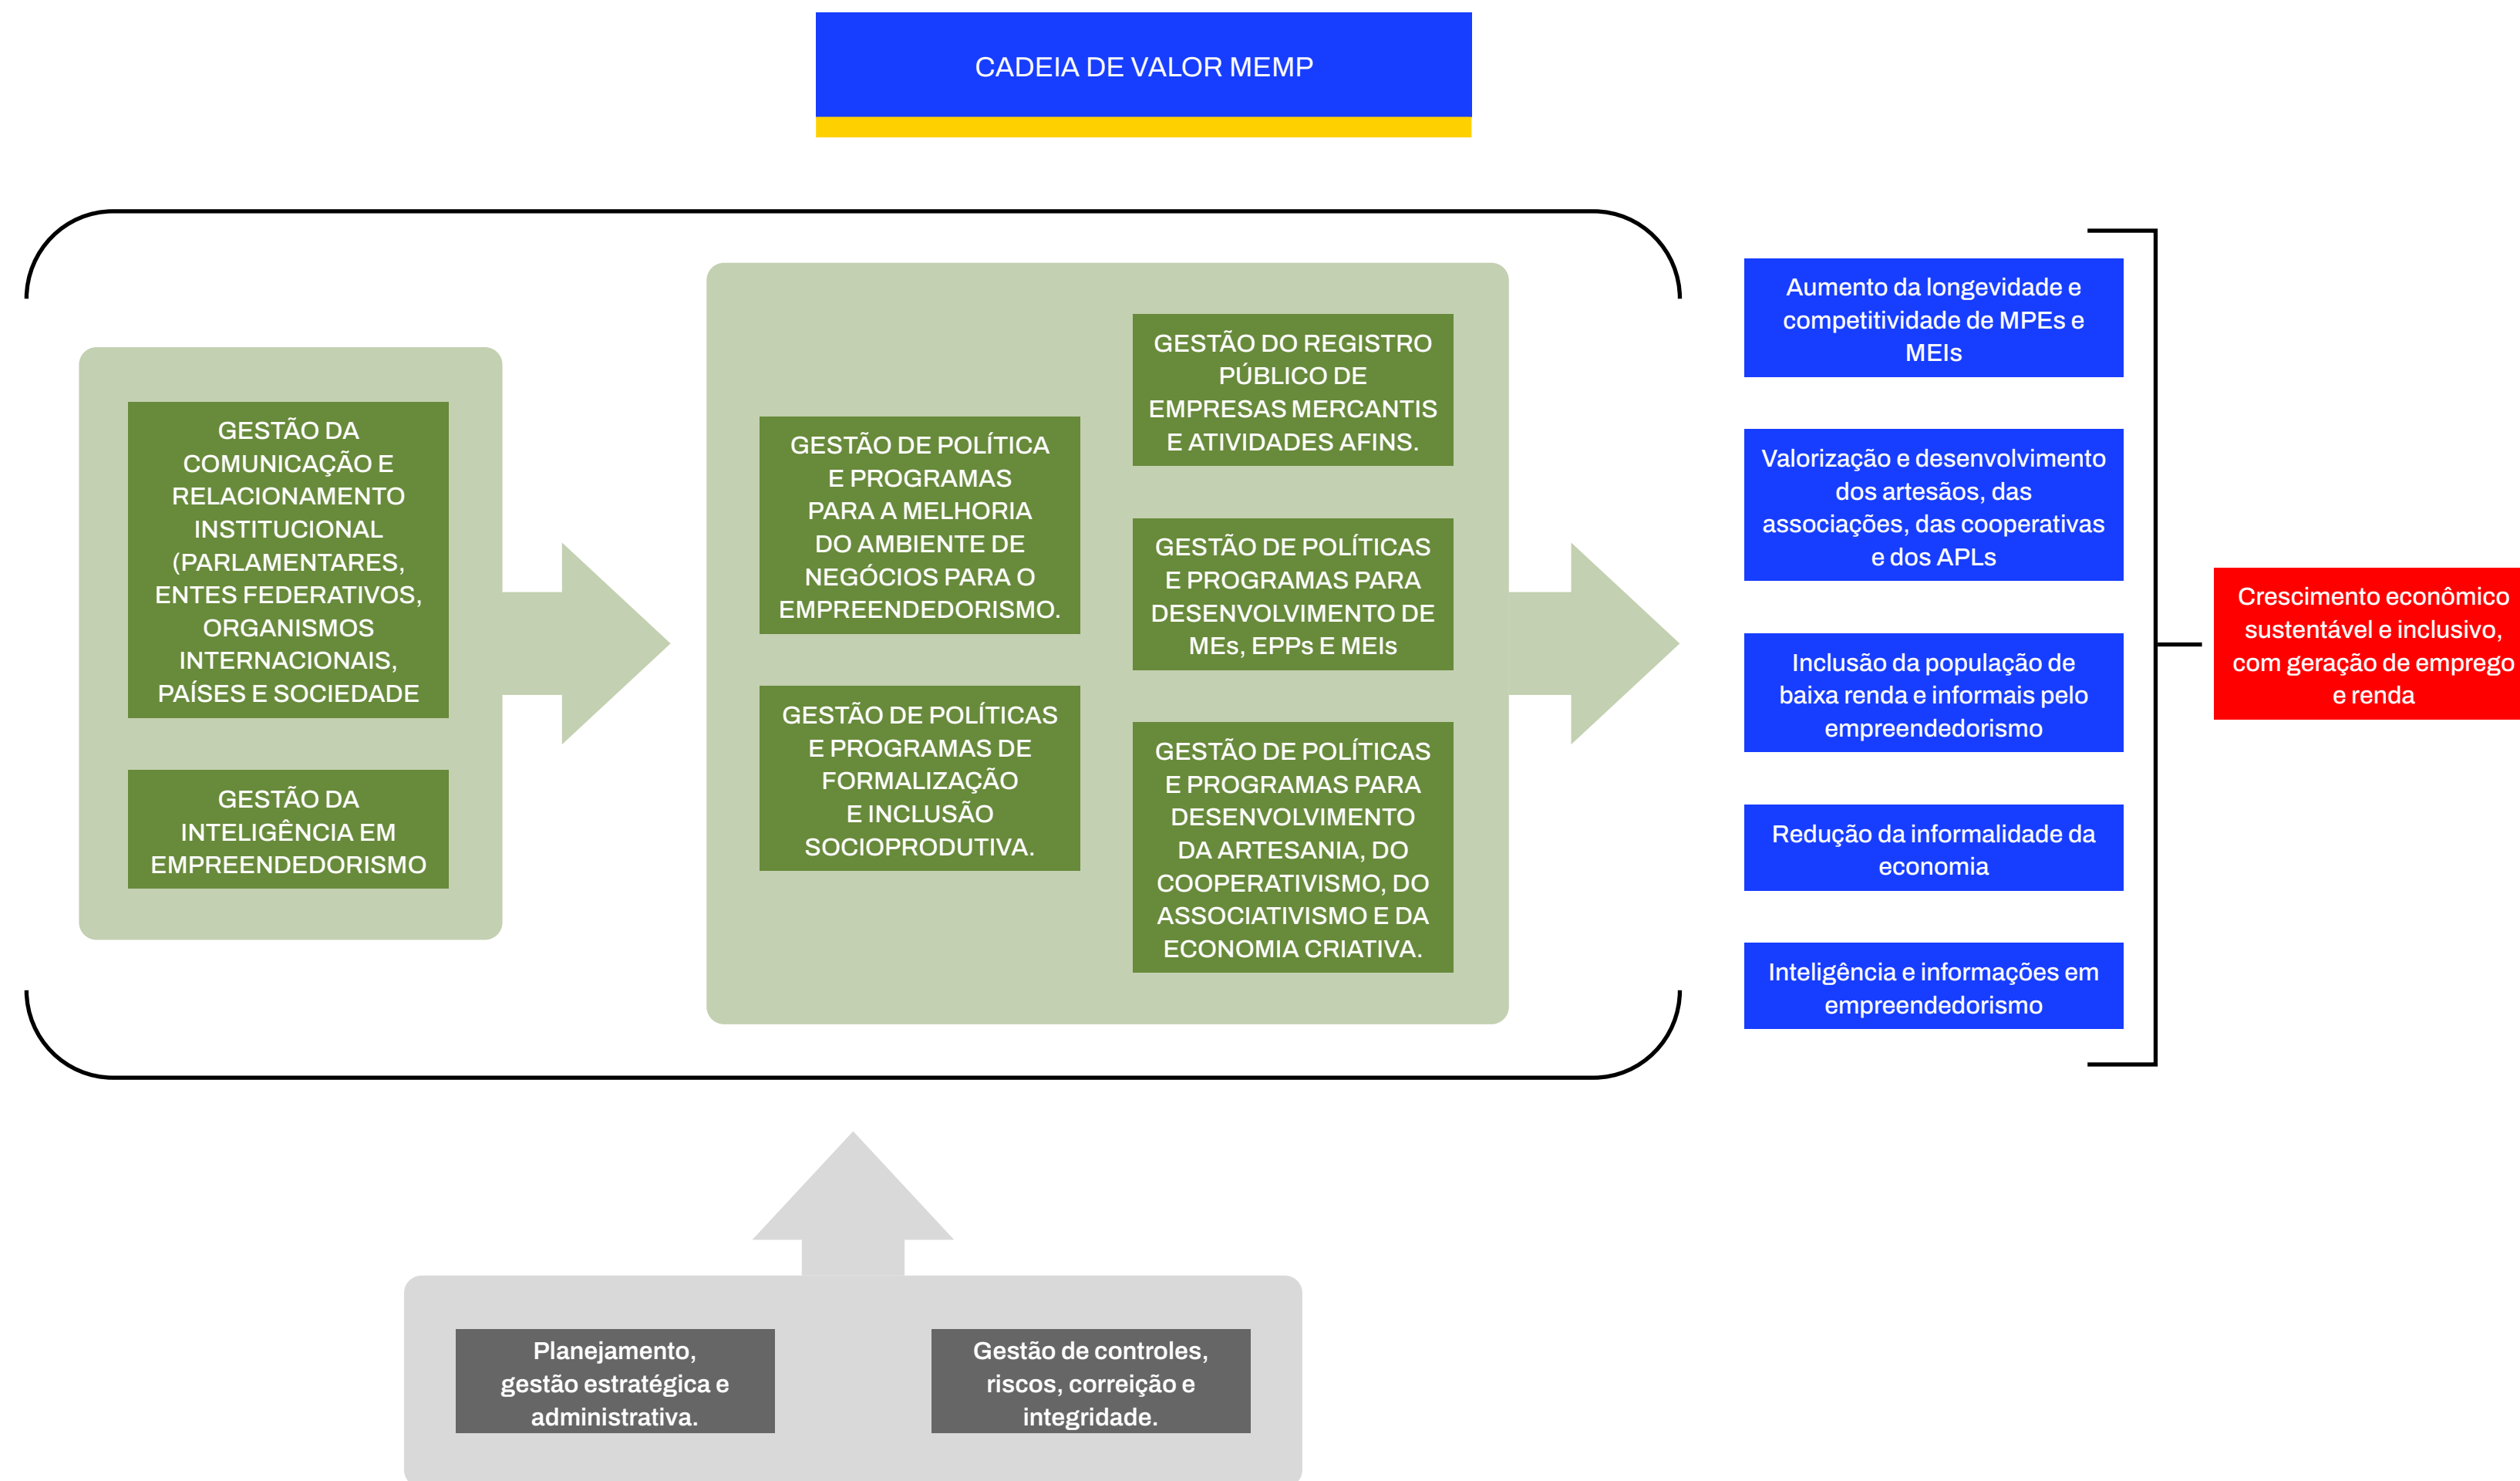 CADEIA DE VALOR MEMP
GESTÃO DA
COMUNICAÇÃO E
RELACIONAMENTO
INSTITUCIONAL
(PARLAMENTARES,
ENTES FEDERATIVOS,
ORGANISMOS
INTERNACIONAIS,
PAÍSES E SOCIEDADE
GESTÃO DA
INTELIGÊNCIA EM
EMPREENDEDORISMO
GESTÃO DE POLÍTICA
E PROGRAMAS
PARA A MELHORIA
DO AMBIENTE DE
NEGÓCIOS PARA O
EMPREENDEDORISMO.
GESTÃO DE POLÍTICAS
E PROGRAMAS DE
FORMALIZAÇÃO
E INCLUSÃO
SOCIOPRODUTIVA.
GESTÃO DO REGISTRO
PÚBLICO DE
EMPRESAS MERCANTIS
E ATIVIDADES AFINS.
GESTÃO DE POLÍTICAS
E PROGRAMAS PARA
DESENVOLVIMENTO DE
MEs, EPPs E MEIs
GESTÃO DE POLÍTICAS
E PROGRAMAS PARA
DESENVOLVIMENTO
DA ARTESANIA, DO
COOPERATIVISMO, DO
ASSOCIATIVISMO E DA
ECONOMIA CRIATIVA.
Aumento da longevidade e
competitividade de MPEs e
MEIs
Valorização e desenvolvimento
dos artesãos, das
associações, das cooperativas
e dos APLs
Inclusão da população de
baixa renda e informais pelo
empreendedorismo
Redução da informalidade da
economia
Inteligência e informações em
empreendedorismo
Crescimento econômico
sustentável e inclusivo,
com geração de emprego
e renda
Planejamento,
gestão estratégica e
administrativa.
Gestão de controles,
riscos, correição e
integridade.